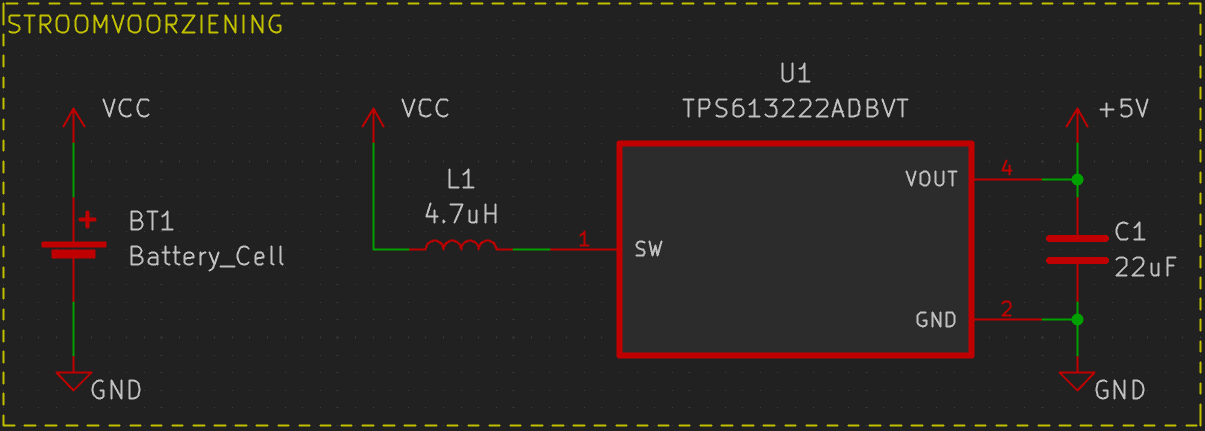 STROOMVOORZIENING
VCC
BT1
Battery_Cell
GND
VCC
L1
4.7uH
U1
TPS613222ADBVT
1
SW
VOUT
4
GND
2
+5V
C1
22uF
GND